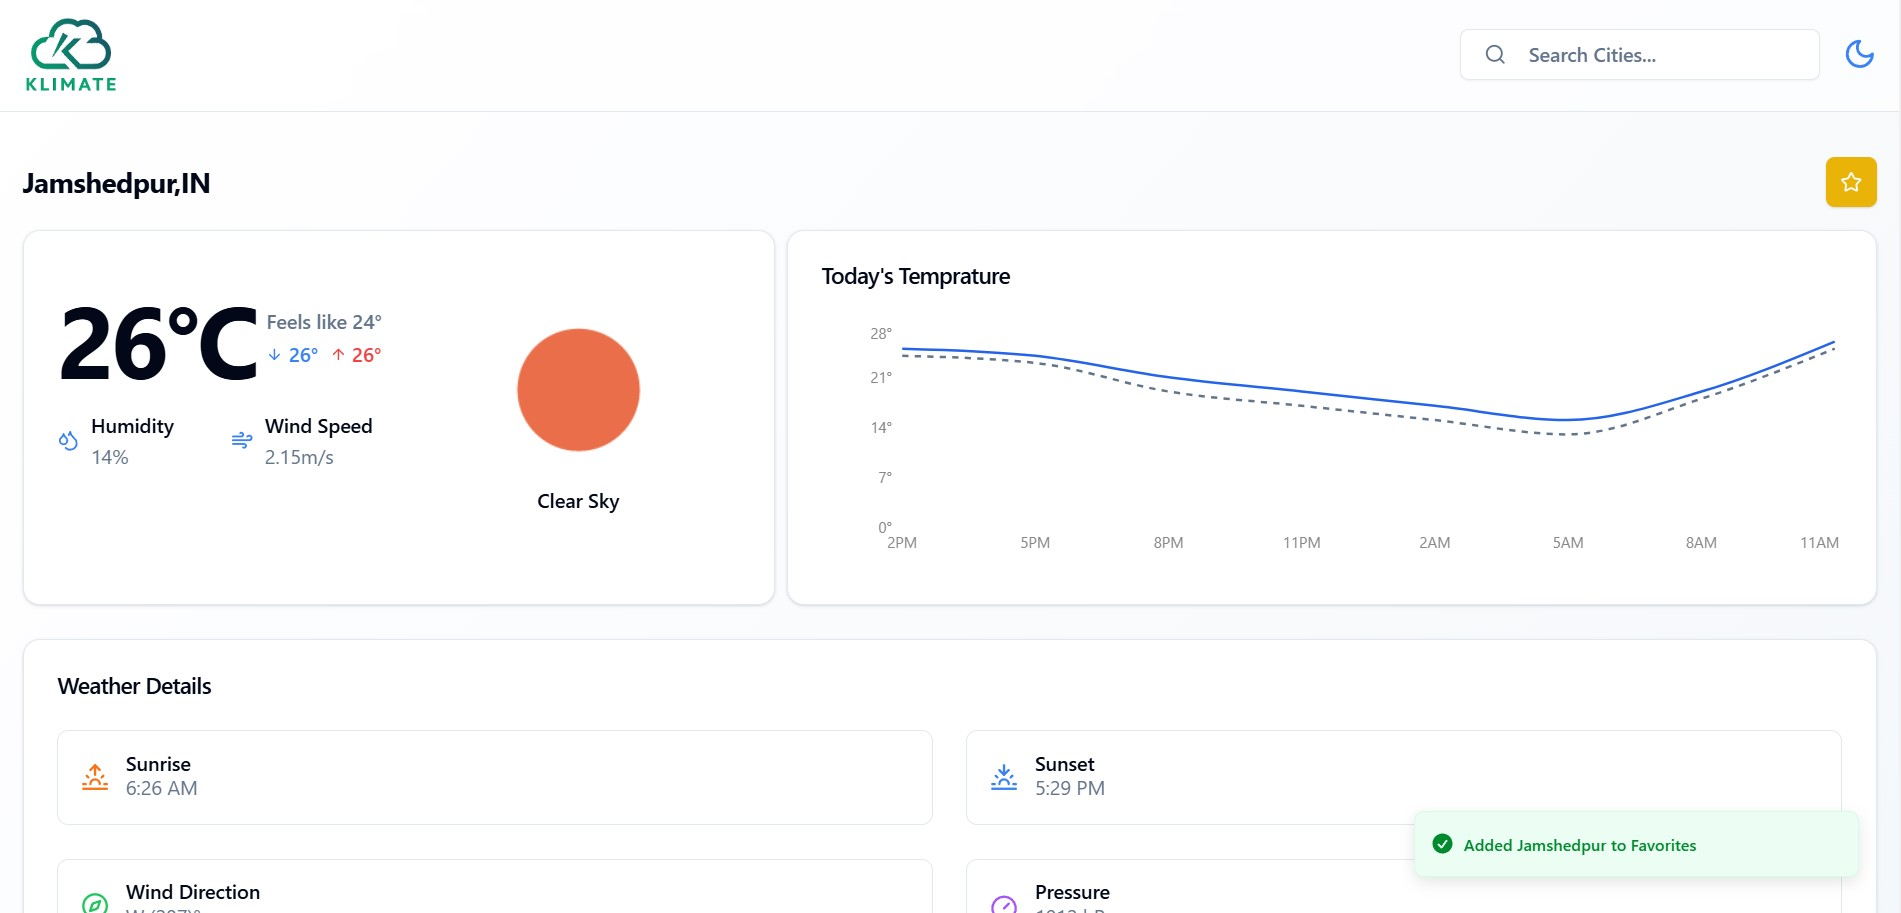 KLIMATE
Search Cities...
Jamshedpur,IN
26°C
Feels like 24°
↓ 26° ↑ 26°
Humidity
14%
Wind Speed
2.15m/s
Clear Sky
Today's Temprature
28°
21°
14°
7°
0°
2PM 5PM 8PM 11PM 2AM 5AM 8AM 11AM
Weather Details
Sunrise
6:26 AM
Sunset
5:29 PM
Added Jamshedpur to Favorites
Wind Direction
Pressure